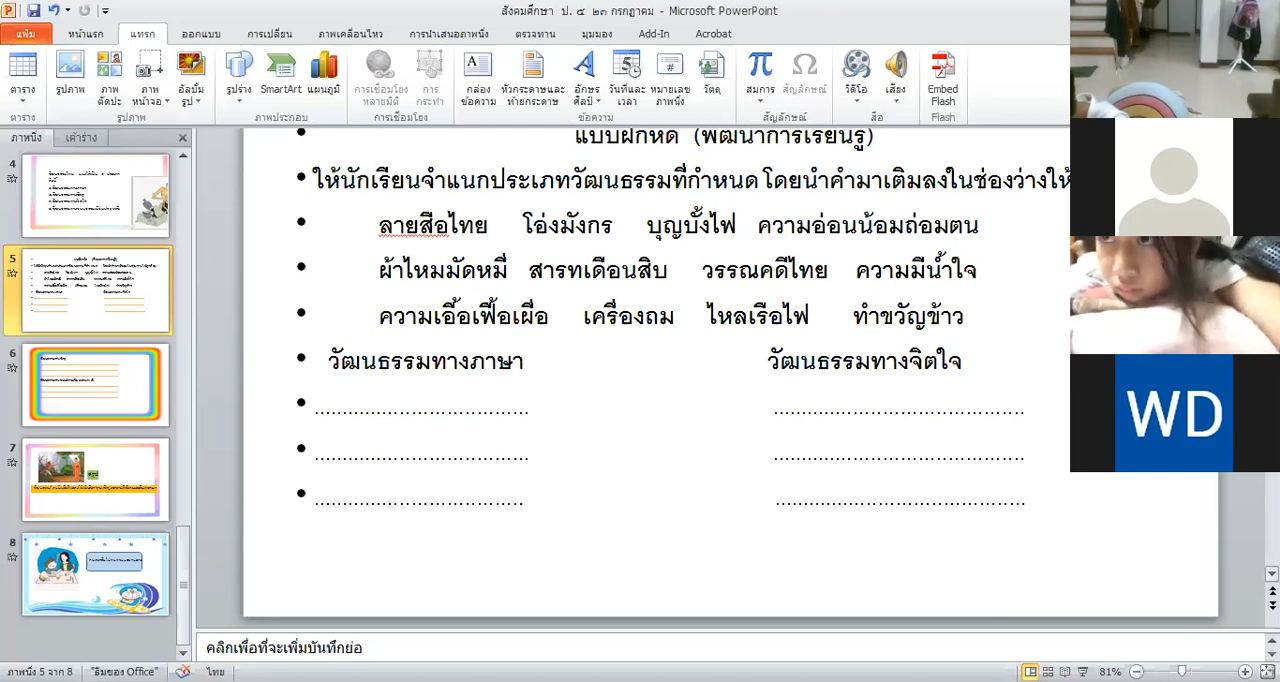 สังคมศึกษา ป. ๕ ๒๓ กรกฎาคม - Microsoft PowerPoint
แฟ้ม หน้าแรก แทรก ออกแบบ การเปลี่ยน ภาพเคลื่อนไหว การนำเสนอภาพนิ่ง ตรวจทาน มุมมอง Add-In Acrobat
ตาราง รูปภาพ ภาพตัดปะ ภาพหน้าจอ อัลบั้มรูป รูปร่าง SmartArt แผนภูมิ การเชื่อมโยงหลายมิติ การกระทำ กล่องข้อความ หัวกระดาษและท้ายกระดาษ อักษรศิลป์ วันที่และเวลา หมายเลขภาพนิ่ง วัตถุ สมการ สัญลักษณ์ วิดีโอ เสียง Embed Flash
ตาราง รูปภาพ ภาพประกอบ การเชื่อมโยง ข้อความ สัญลักษณ์ สื่อ Flash
ภาพนิ่ง เค้าร่าง
4
5
6
7
สรุป
8
แบบฝึกหัด (พัฒนาการเรียนรู้)
ให้นักเรียนจำแนกประเภทวัฒนธรรมที่กำหนด โดยนำคำมาเติมลงในช่องว่างให้
ลายสือไทย โอ่งมังกร บุญบั้งไฟ ความอ่อนน้อมถ่อมตน
ผ้าไหมมัดหมี่ สารทเดือนสิบ วรรณคดีไทย ความมีน้ำใจ
ความเอื้อเฟื้อเผื่อ เครื่องถม ไหลเรือไฟ ทำขวัญข้าว
วัฒนธรรมทางภาษา วัฒนธรรมทางจิตใจ
....................................... .............................................
....................................... .............................................
...................................... .............................................
WD
คลิกเพื่อที่จะเพิ่มบันทึกย่อ
ภาพนิ่ง 5 จาก 8 "ธีมของ Office" ไทย 81%